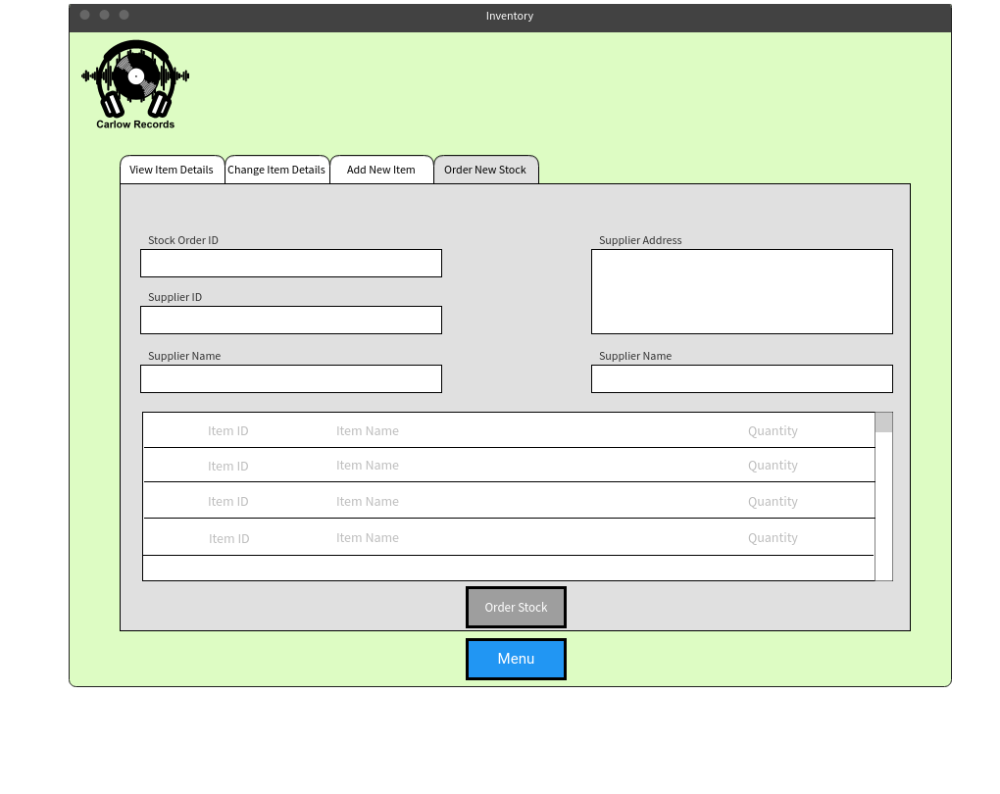 Inventory
Carlow Records
View Item Details Change Item Details Add New Item Order New Stock
Stock Order ID Supplier Address
Supplier ID
Supplier Name Supplier Name
Item ID Item Name Quantity
Item ID Item Name Quantity
Item ID Item Name Quantity
Item ID Item Name Quantity
Order Stock
Menu